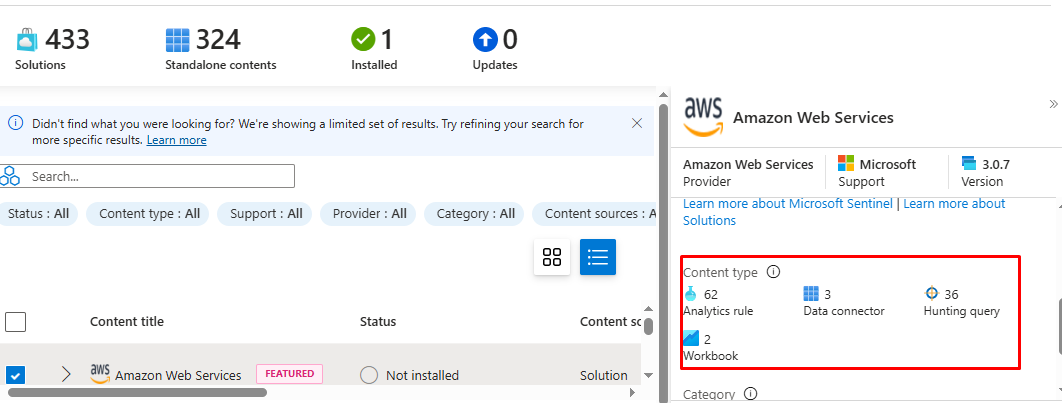 433
Solutions
324
Standalone contents
1
Installed
0
Updates
Didn't find what you were looking for? We're showing a limited set of results. Try refining your search for
more specific results. Learn more
Search...
Status : All
Content type : All
Support : All
Provider : All
Category : All
Content sources : A
Content title
Status
Content sc
aws
Amazon Web Services
FEATURED
Not installed
Solution
aws
Amazon Web Services
Amazon Web Services
Provider
Microsoft
Support
3.0.7
Version
Learn more about Microsoft Sentinel | Learn more about
Solutions
Content type
62
Analytics rule
3
Data connector
36
Hunting query
2
Workbook
Category